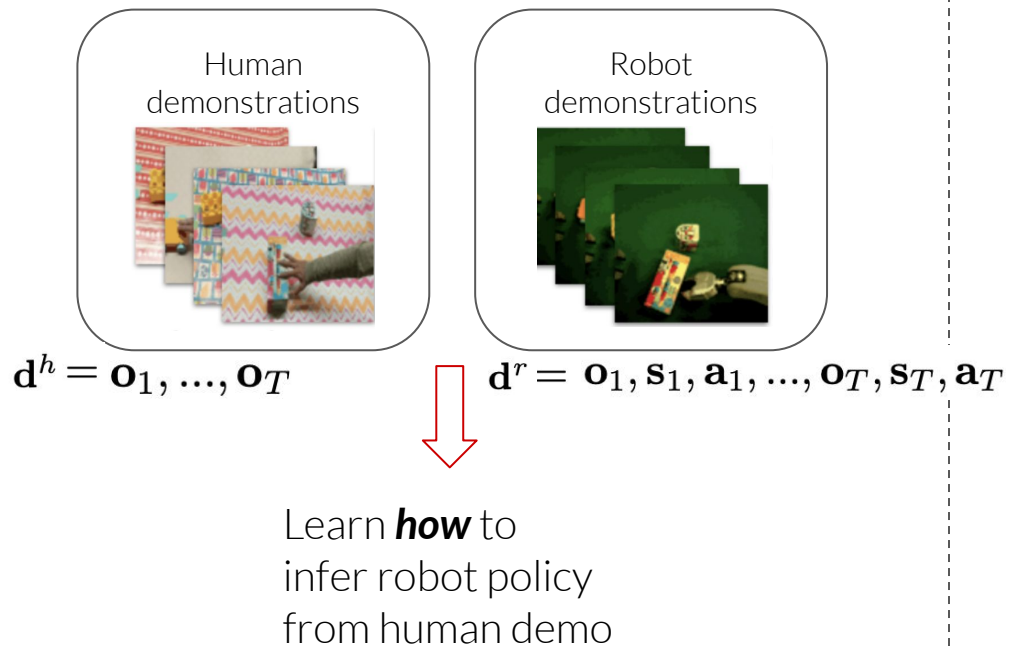 Human
demonstrations
Robot
demonstrations
d^h = o_1, ..., o_T
d^r = o_1, s_1, a_1, ..., o_T, s_T, a_T
Learn how to
infer robot policy
from human demo